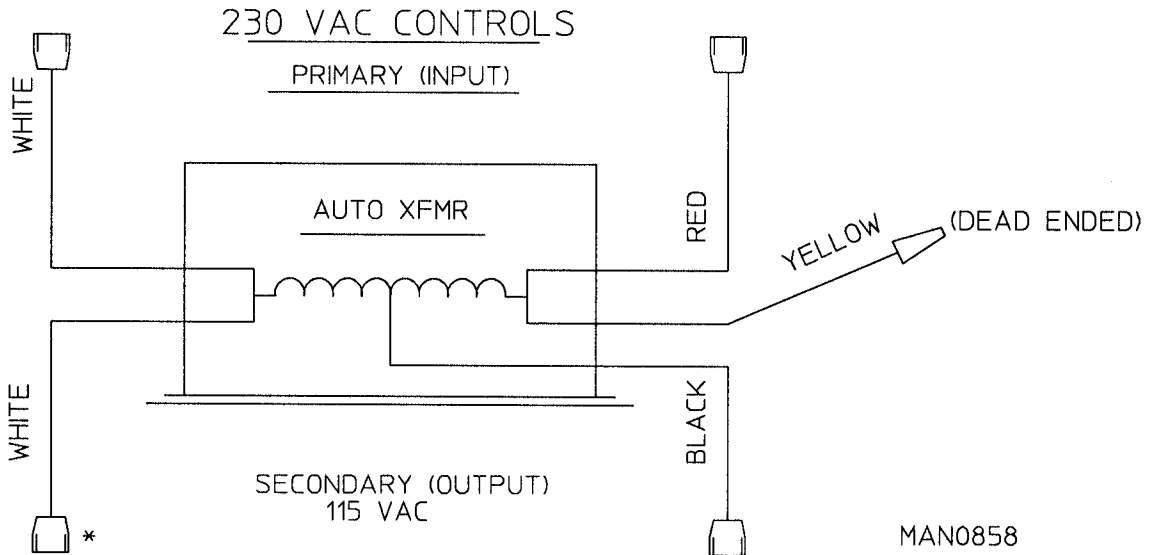 230 VAC CONTROLS
PRIMARY (INPUT)
WHITE
AUTO XFMR
RED
YELLOW
(DEAD ENDED)
WHITE
BLACK
SECONDARY (OUTPUT)
115 VAC
*
MAN0858